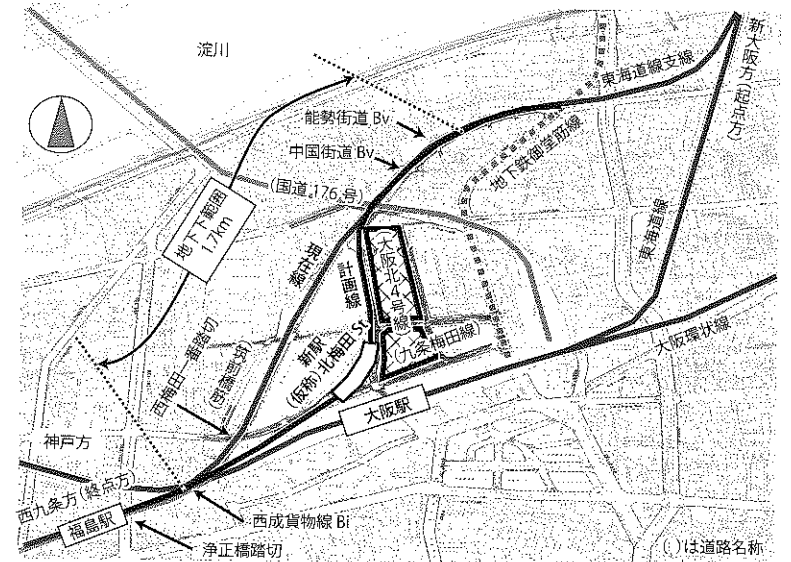 淀川
新大阪方(起点方)
東海道線支線
能勢街道 Bv
中国街道 Bv
地下鉄御堂筋線
(国道 176 号)
地下下範囲
1.7km
現在線
計画線
大阪北4号線
東海道線
新駅
(仮称)北梅田 St
(九条梅田線)
大阪環状線
西梅田一番踏切
(筑前橋筋)
大阪駅
神戸方
西九条方(終点方)
福島駅
西成貨物線 Bi
浄正橋踏切
( )は道路名称